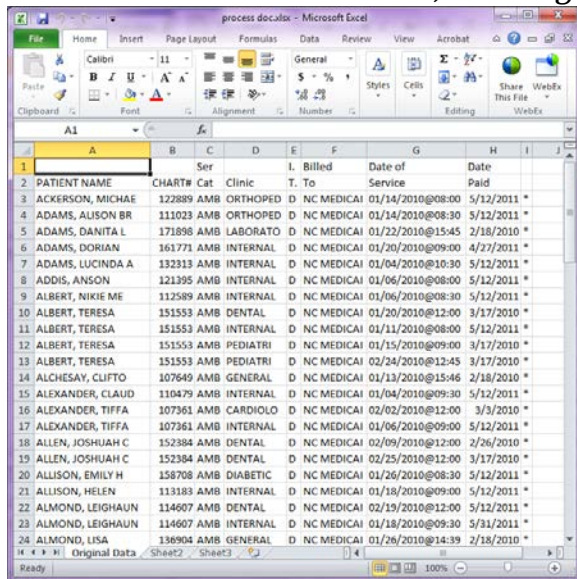 process doc.xlsx - Microsoft Excel
File Home Insert Page Layout Formulas Data Review View Acrobat
Calibri 11 General Σ
Paste B I U A A $ % , Styles Cells Share This File WebEx
Clipboard Font Alignment Number Editing WebEx
A1 fx
A B C D E F G H I J
1 Ser I. Billed Date of Date
2 PATIENT NAME CHART# Cat Clinic T. To Service Paid
3 ACKERSON, MICHAE 122889 AMB ORTHOPED D NC MEDICAI 01/14/2010@08:00 5/12/2011 *
4 ADAMS, ALISON BR 111023 AMB ORTHOPED D NC MEDICAI 01/14/2010@08:30 5/12/2011 *
5 ADAMS, DANITA L 171898 AMB LABORATO D NC MEDICAI 01/22/2010@15:45 2/18/2010 *
6 ADAMS, DORIAN 161771 AMB INTERNAL D NC MEDICAI 01/20/2010@09:00 4/27/2011 *
7 ADAMS, LUCINDA A 132313 AMB INTERNAL D NC MEDICAI 01/04/2010@10:30 5/12/2011 *
8 ADDIS, ANSON 121395 AMB INTERNAL D NC MEDICAI 01/06/2010@08:00 5/12/2011 *
9 ALBERT, NIKIE ME 112589 AMB INTERNAL D NC MEDICAI 01/06/2010@08:30 5/12/2011 *
10 ALBERT, TERESA 151553 AMB DENTAL D NC MEDICAI 01/20/2010@12:00 3/17/2010 *
11 ALBERT, TERESA 151553 AMB INTERNAL D NC MEDICAI 01/11/2010@08:00 5/12/2011 *
12 ALBERT, TERESA 151553 AMB PEDIATRI D NC MEDICAI 01/15/2010@09:00 3/17/2010 *
13 ALBERT, TERESA 151553 AMB PEDIATRI D NC MEDICAI 02/24/2010@12:45 3/17/2010 *
14 ALCHESAY, CLIFTO 107649 AMB GENERAL D NC MEDICAI 01/13/2010@15:46 2/18/2010 *
15 ALEXANDER, CLAUD 110479 AMB INTERNAL D NC MEDICAI 01/04/2010@09:30 5/12/2011 *
16 ALEXANDER, TIFFA 107361 AMB CARDIOLO D NC MEDICAI 02/02/2010@12:00 3/3/2010 *
17 ALEXANDER, TIFFA 107361 AMB INTERNAL D NC MEDICAI 01/06/2010@09:00 5/12/2011 *
18 ALLEN, JOSHUAH C 152384 AMB DENTAL D NC MEDICAI 02/09/2010@12:00 2/26/2010 *
19 ALLEN, JOSHUAH C 152384 AMB DENTAL D NC MEDICAI 02/25/2010@12:00 3/17/2010 *
20 ALLISON, EMILY H 158708 AMB DIABETIC D NC MEDICAI 01/26/2010@08:30 5/12/2011 *
21 ALLISON, HELEN 113183 AMB INTERNAL D NC MEDICAI 01/18/2010@09:00 5/12/2011 *
22 ALMOND, LEIGHAUN 114607 AMB DENTAL D NC MEDICAI 02/19/2010@12:00 5/12/2011 *
23 ALMOND, LEIGHAUN 114607 AMB INTERNAL D NC MEDICAI 01/18/2010@09:30 5/31/2011 *
24 ALMOND, LISA 136904 AMB GENERAL D NC MEDICAI 01/26/2010@14:39 2/18/2010 *
Original Data Sheet2 Sheet3
Ready 100%